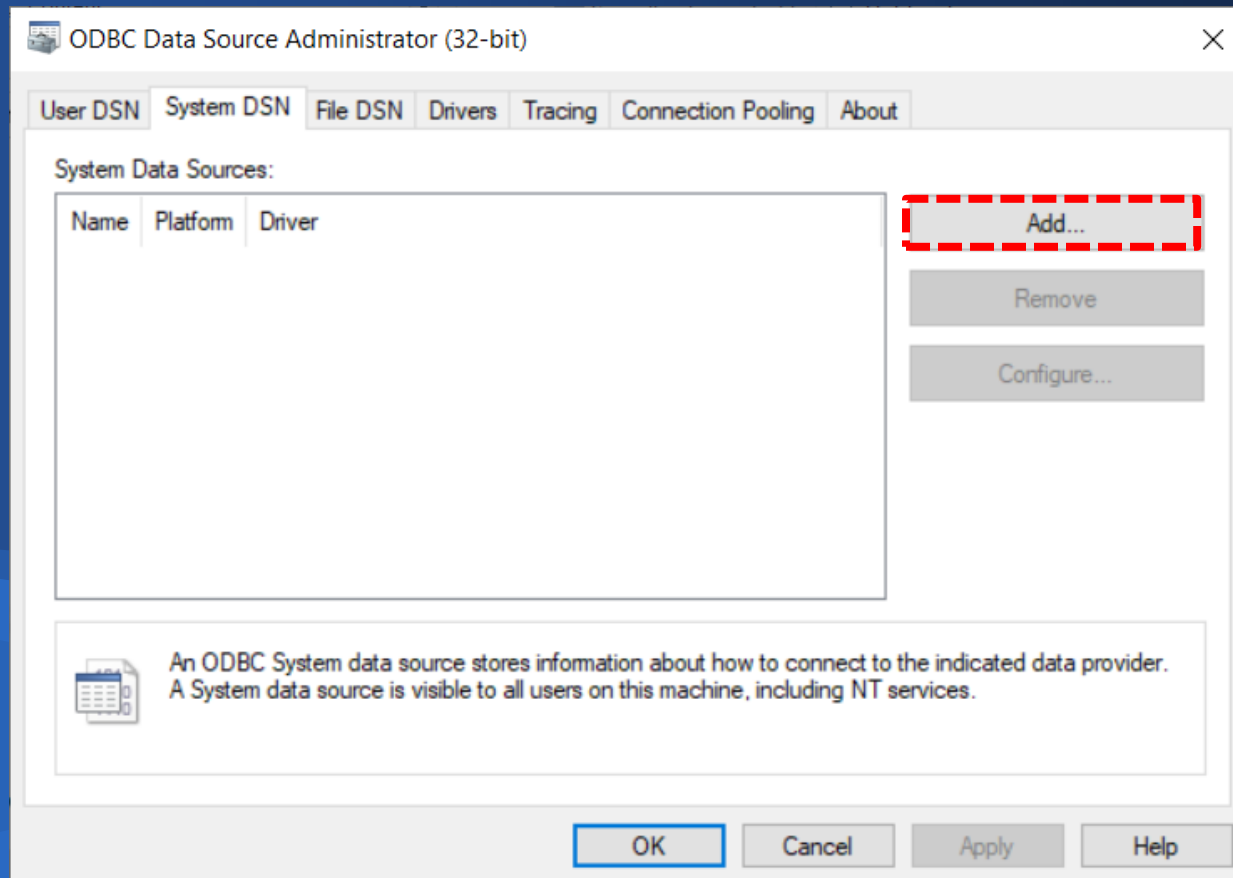 ODBC Data Source Administrator (32-bit)
User DSN System DSN File DSN Drivers Tracing Connection Pooling About
System Data Sources:
Name Platform Driver
Add...
Remove
Configure...
An ODBC System data source stores information about how to connect to the indicated data provider.
A System data source is visible to all users on this machine, including NT services.
OK Cancel Apply Help